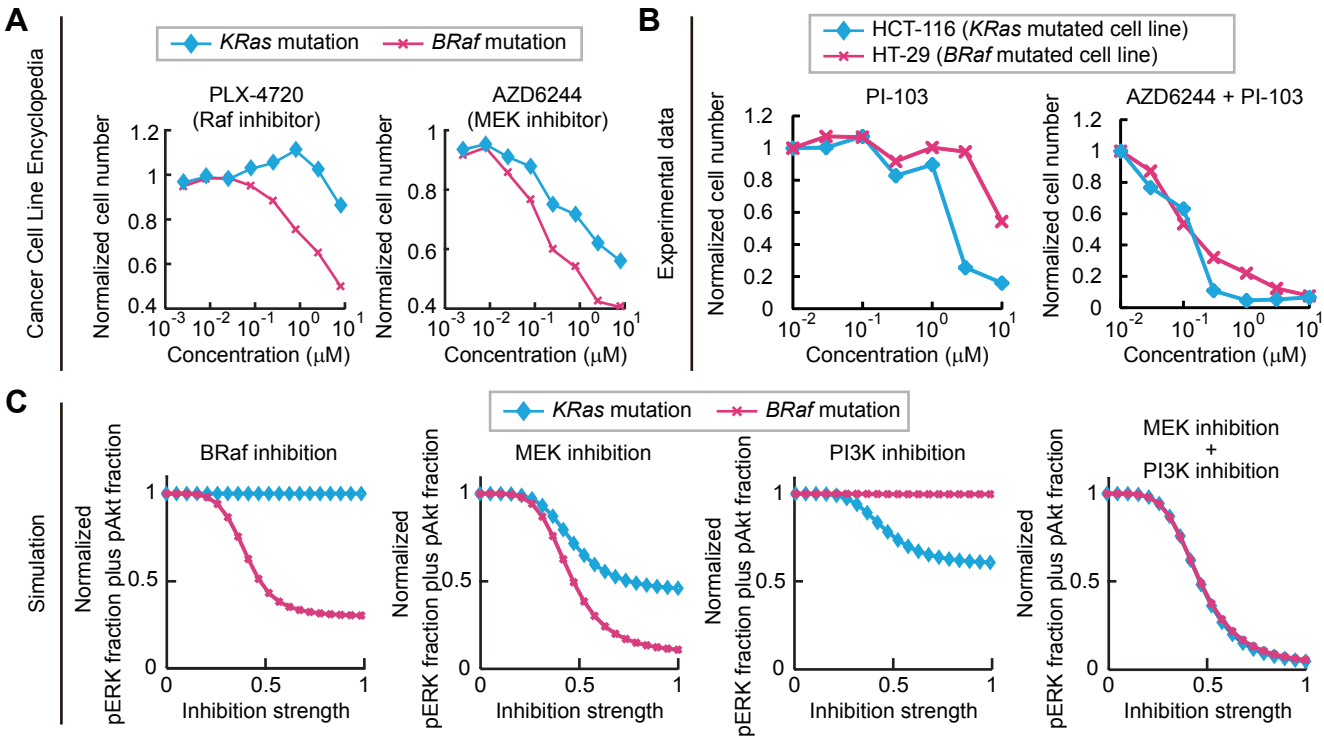 A
Cancer Cell Line Encyclopedia
KRas mutation
BRaf mutation
PLX-4720
(Raf inhibitor)
Normalized cell number
1.2
1
0.8
0.6
0.4
10-3
10-2
10-1
100
101
Concentration (μM)
AZD6244
(MEK inhibitor)
Normalized cell number
1
0.8
0.6
0.4
10-3
10-2
10-1
100
101
Concentration (μM)
B
Experimental data
HCT-116 (KRas mutated cell line)
HT-29 (BRaf mutated cell line)
PI-103
Normalized cell number
1.2
1.0
0.8
0.6
0.4
0.2
0
10-2
10-1
100
101
Concentration (μM)
AZD6244 + PI-103
Normalized cell number
1.2
1.0
0.8
0.6
0.4
0.2
0
10-2
10-1
100
101
Concentration (μM)
C
Simulation
KRas mutation
BRaf mutation
BRaf inhibition
Normalized
pERK fraction plus pAkt fraction
1
0.5
0
0
0.5
1
Inhibition strength
MEK inhibition
Normalized
pERK fraction plus pAkt fraction
1
0.5
0
0
0.5
1
Inhibition strength
PI3K inhibition
Normalized
pERK fraction plus pAkt fraction
1
0.5
0
0
0.5
1
Inhibition strength
MEK inhibition
+
PI3K inhibition
Normalized
pERK fraction plus pAkt fraction
1
0.5
0
0
0.5
1
Inhibition strength